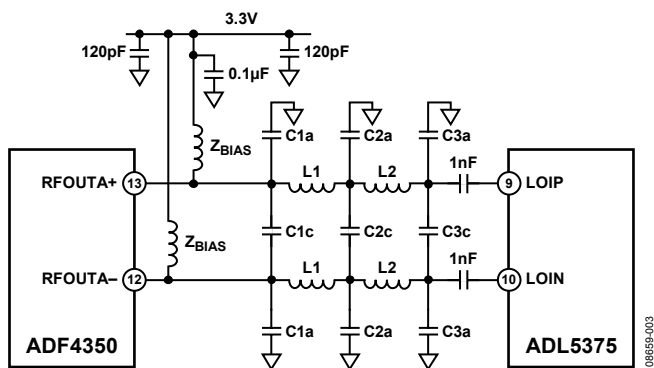 3.3V
120pF
120pF
0.1µF
C1a
C2a
C3a
ZBIAS
1nF
L1
L2
RFOUTA+
13
9
LOIP
C1c
C2c
C3c
ZBIAS
1nF
L1
L2
RFOUTA–
12
10
LOIN
C1a
C2a
C3a
ADF4350
ADL5375
08659-003